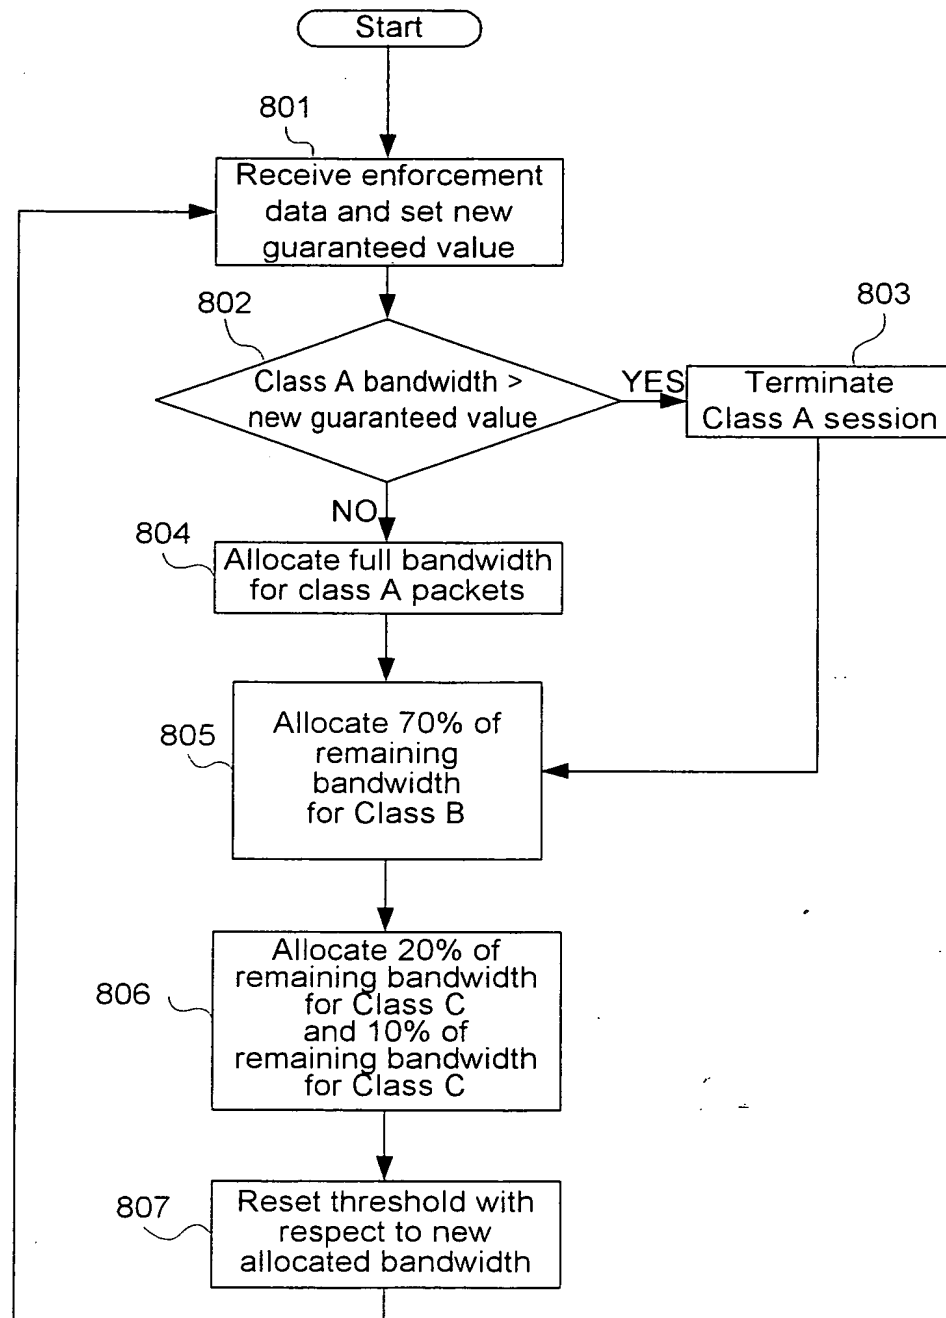 Start
801
Receive enforcement
data and set new
guaranteed value
802
Class A bandwidth >
new guaranteed value
YES
803
Terminate
Class A session
NO
804
Allocate full bandwidth
for class A packets
805
Allocate 70% of
remaining
bandwidth
for Class B
806
Allocate 20% of
remaining bandwidth
for Class C
and 10% of
remaining bandwidth
for Class C
807
Reset threshold with
respect to new
allocated bandwidth